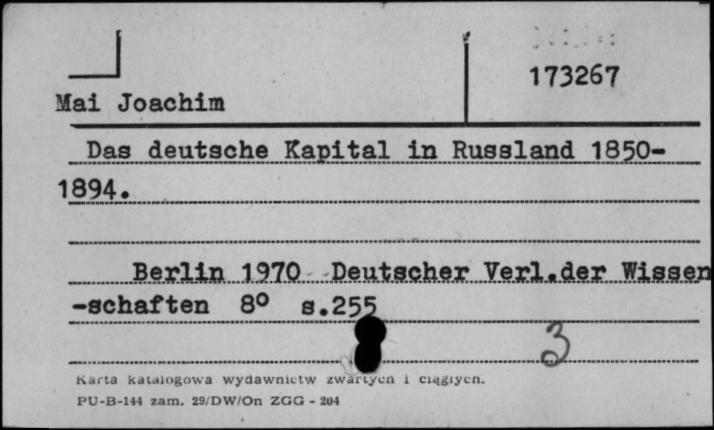 173267
Mai Joachim
Das deutsche Kapital in Russland 1850-
1894.
Berlin 1970 Deutscher Verl.der Wissen
-schaften 8° s.255
3
Karta katalogowa wydawnictw zwartych i ciągłych.
PU-B-144 zam. 29/DW/On ZGG - 204